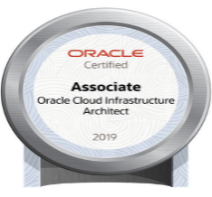 ORACLE
Certified
Associate
Oracle Cloud Infrastructure
Architect
2019